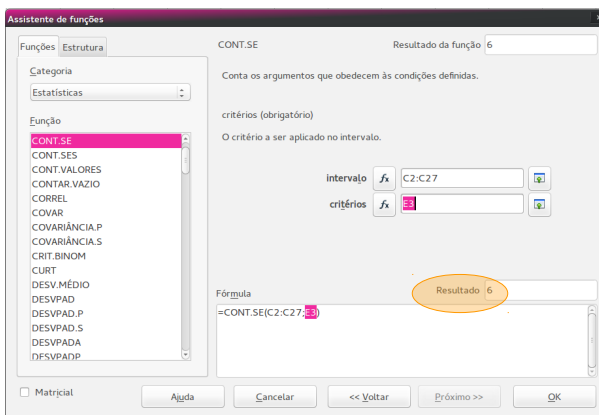 Assistente de funções
Funções Estrutura
Categoria
Estatísticas
Função
CONT.SE
CONT.SES
CONT.VALORES
CONTAR.VAZIO
CORREL
COVAR
COVARIÂNCIA.P
COVARIÂNCIA.S
CRIT.BINOM
CURT
DESV.MÉDIO
DESVPAD
DESVPAD.P
DESVPAD.S
DESVPADA
DESVPADP
CONT.SE Resultado da função 6
Conta os argumentos que obedecem às condições definidas.
critérios (obrigatório)
O critério a ser aplicado no intervalo.
intervalo fx C2:C27
critérios fx E3
Resultado 6
Fórmula
=CONT.SE(C2:C27;E3)
Matricial Ajuda Cancelar << Voltar Próximo >> OK